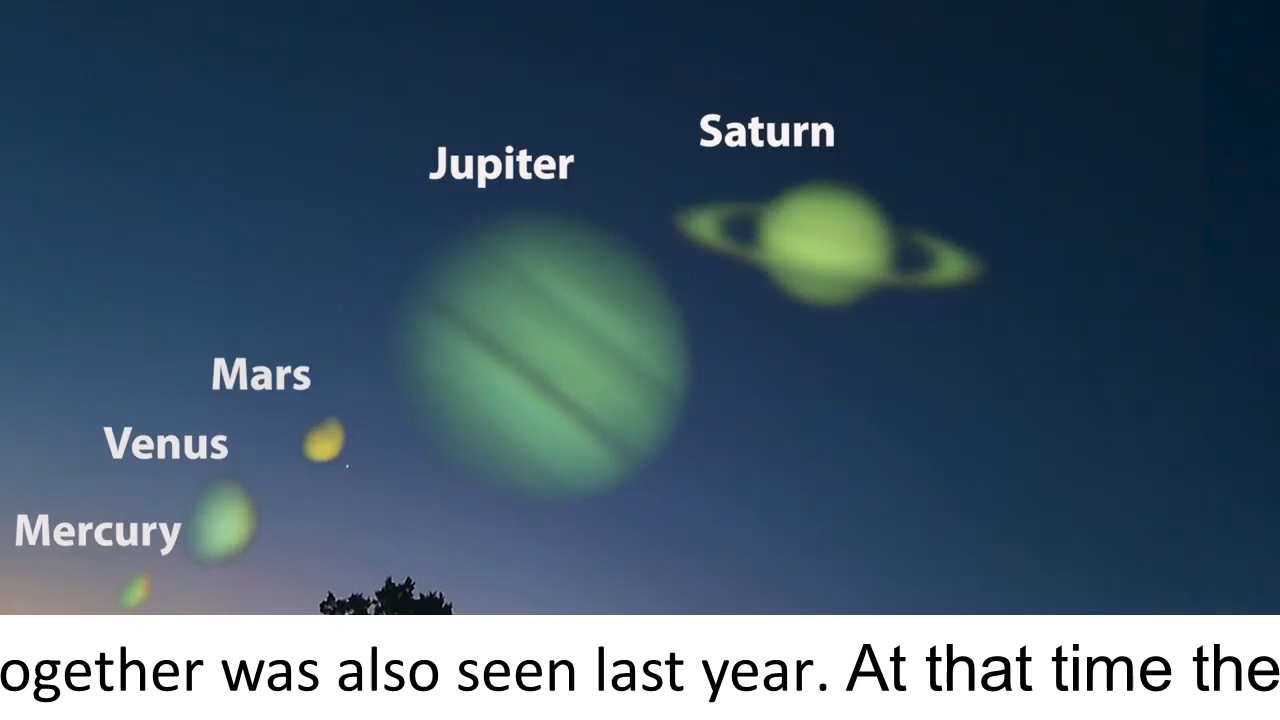 Saturn
Jupiter
Mars
Venus
Mercury
ogether was also seen last year. At that time the